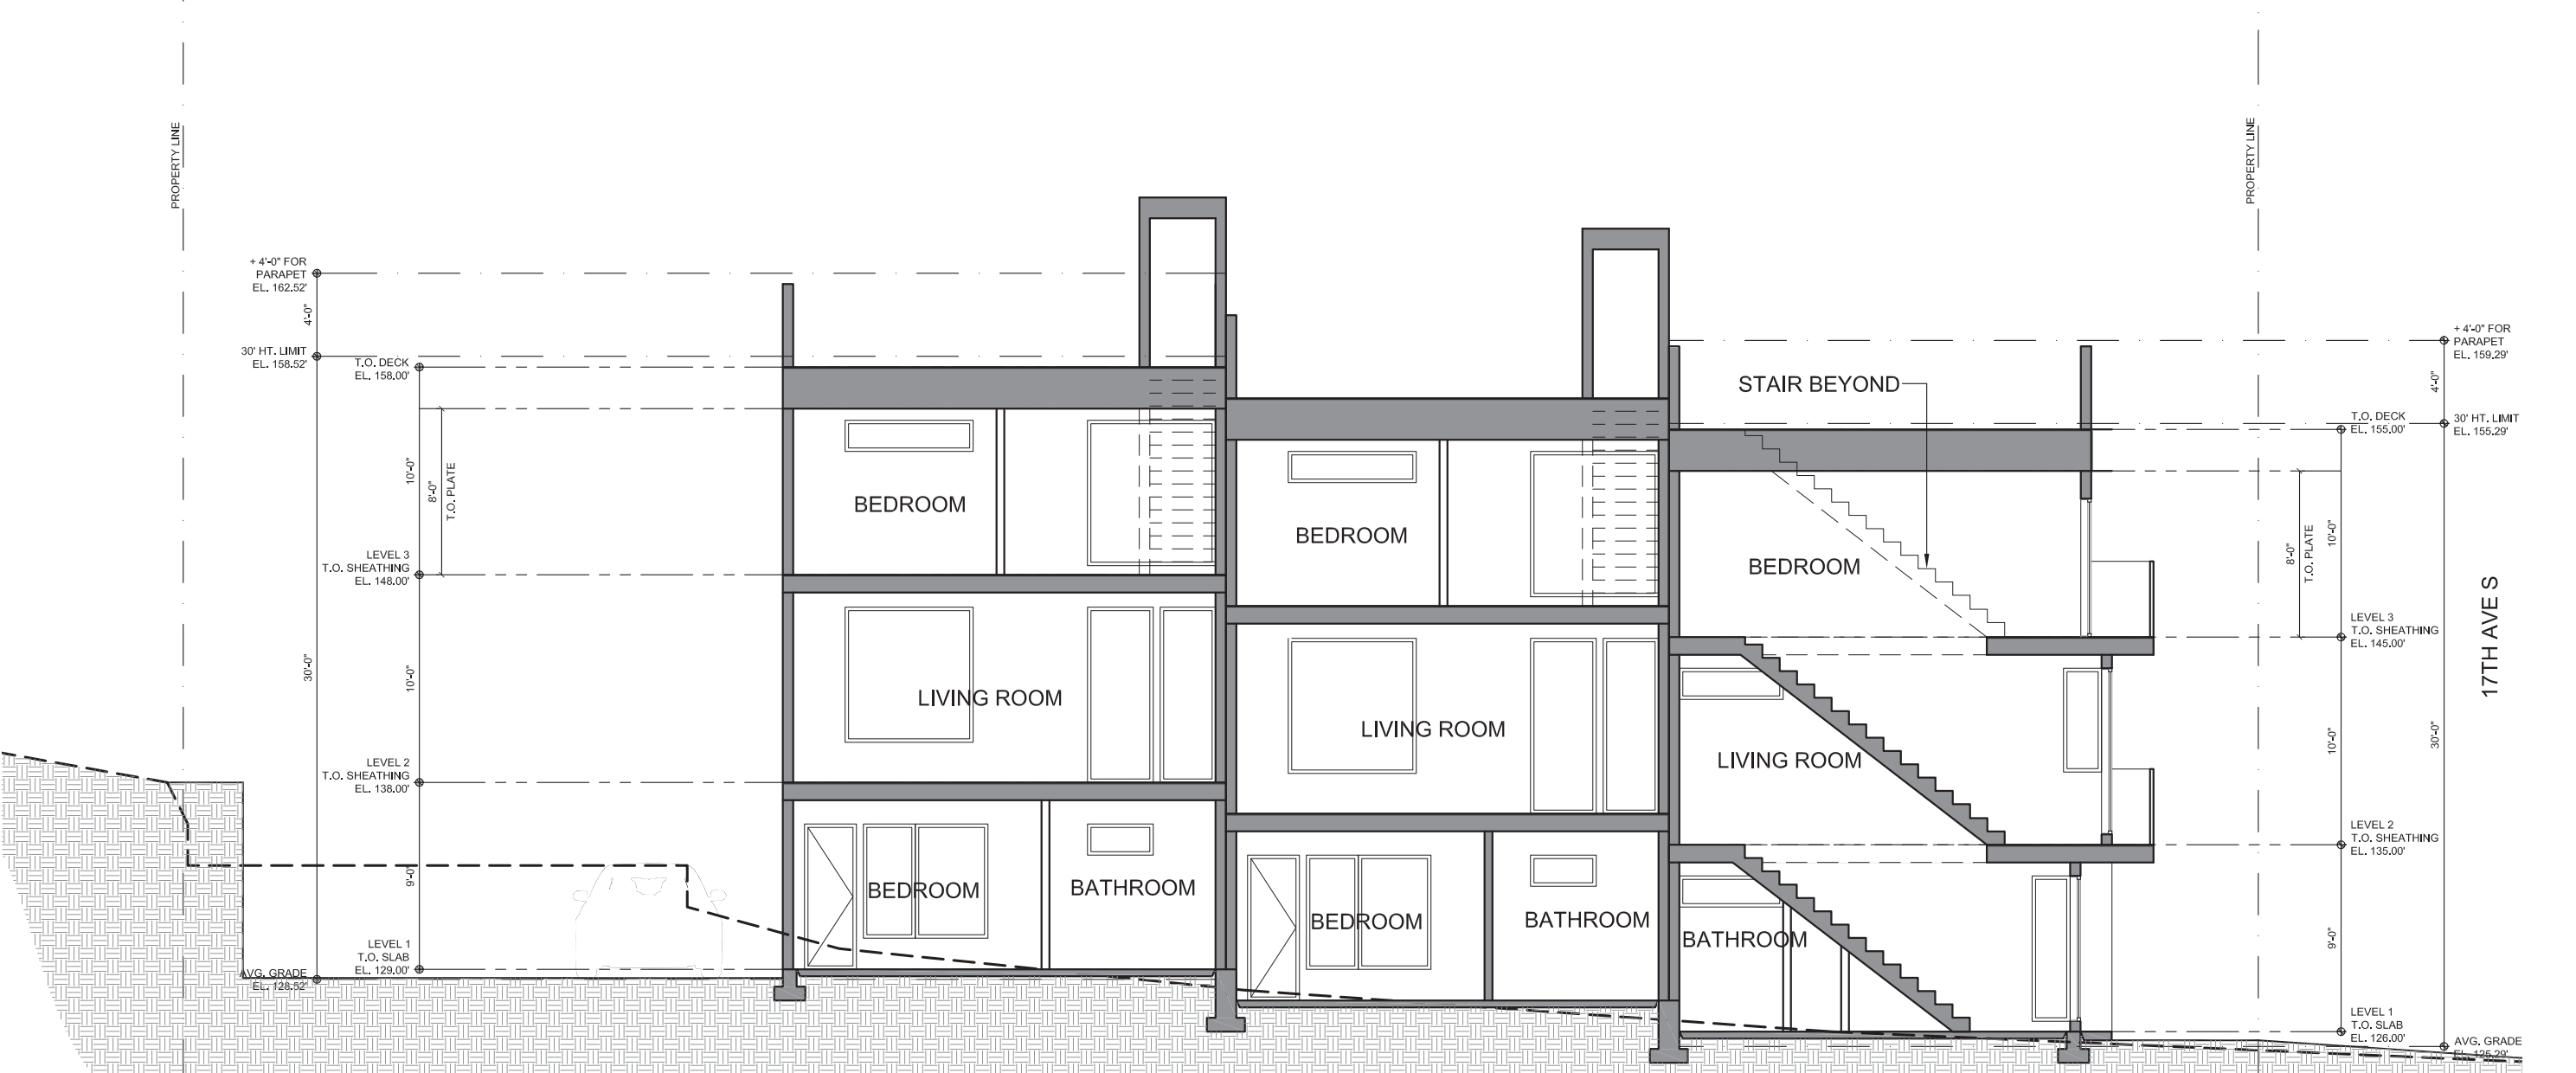 PROPERTY LINE
PROPERTY LINE
+ 4'-0" FOR
PARAPET
EL. 162.52'
4'-0"
30' HT. LIMIT
EL. 158.52'
T.O. DECK
EL. 158.00'
10'-0"
8'-0"
T.O. PLATE
LEVEL 3
T.O. SHEATHING
EL. 148.00'
30'-0"
10'-0"
LEVEL 2
T.O. SHEATHING
EL. 138.00'
9'-0"
LEVEL 1
T.O. SLAB
EL. 129.00'
AVG. GRADE
EL. 128.52'
BEDROOM
LIVING ROOM
BEDROOM
BATHROOM
BEDROOM
LIVING ROOM
BEDROOM
BATHROOM
STAIR BEYOND
BEDROOM
LIVING ROOM
BATHROOM
+ 4'-0" FOR
PARAPET
EL. 159.29'
4'-0"
T.O. DECK
EL. 155.00'
30' HT. LIMIT
EL. 155.29'
8'-0"
T.O. PLATE
10'-0"
LEVEL 3
T.O. SHEATHING
EL. 145.00'
10'-0"
30'-0"
LEVEL 2
T.O. SHEATHING
EL. 135.00'
9'-0"
LEVEL 1
T.O. SLAB
EL. 126.00'
AVG. GRADE
EL. 125.29'
17TH AVE S